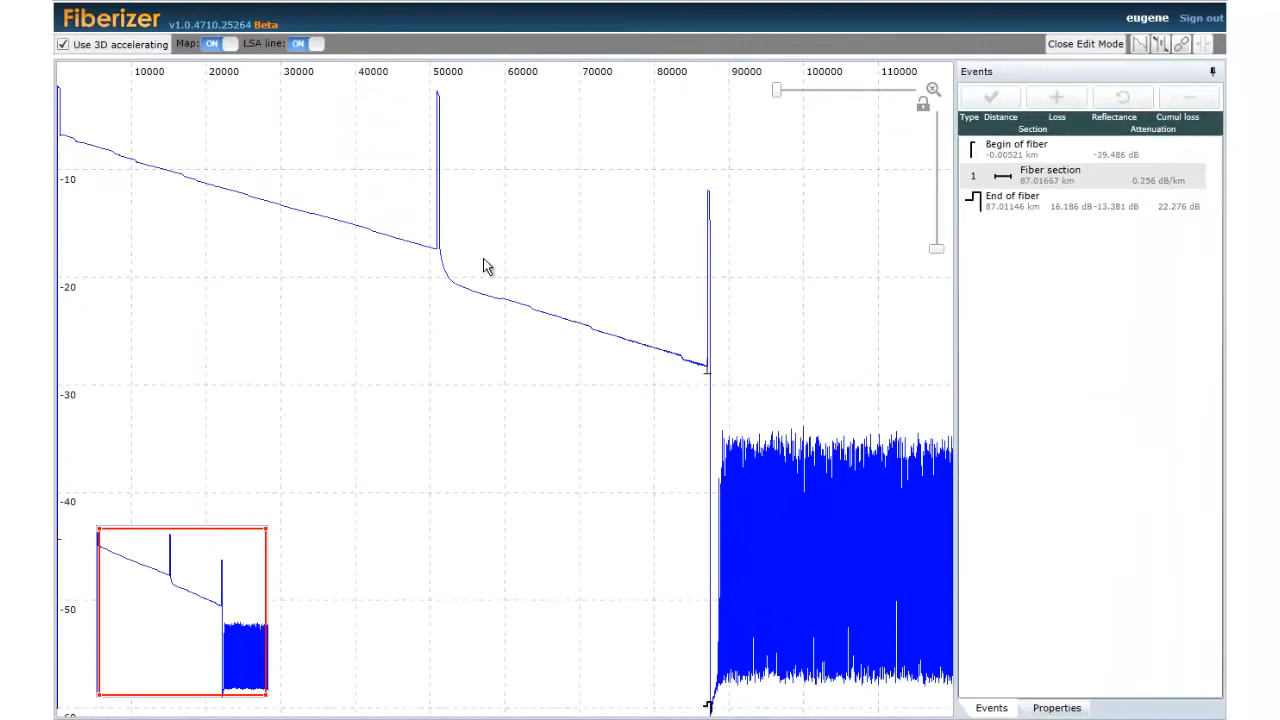 Fiberizer v1.0.4710.25264 Beta
eugene Sign out
Use 3D accelerating Map: ON LSA line: ON Close Edit Mode
10000 20000 30000 40000 50000 60000 70000 80000 90000 100000 110000
-10
-20
-30
-40
-50
Events
Type Distance Loss Reflectance Cumul loss
Section Attenuation
Begin of fiber
-0.00521 km -39.486 dB
1 Fiber section
87.01667 km 0.256 dB/km
End of fiber
87.01146 km 16.186 dB -13.381 dB 22.276 dB
Events Properties